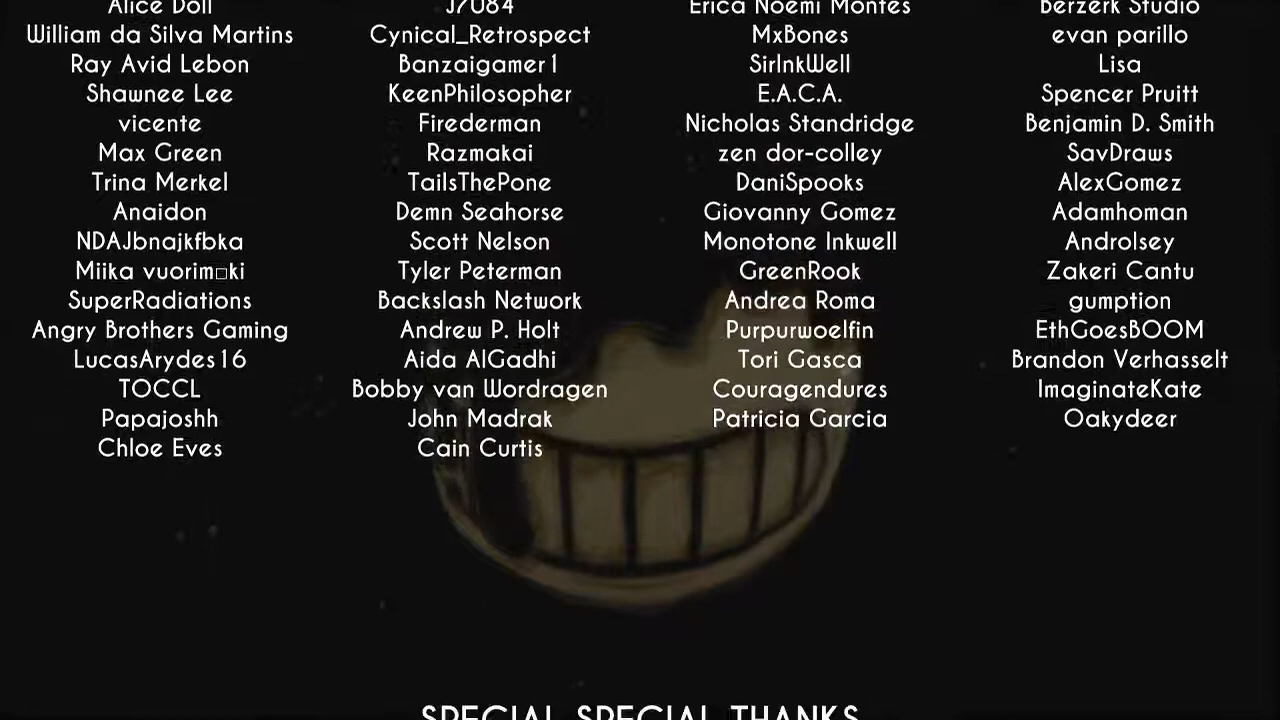 Alice Doll J7084 Erica Noemi Montes Berzerk Studio
William da Silva Martins Cynical_Retrospect MxBones evan parillo
Ray Avid Lebon Banzaigamer1 SirInkWell Lisa
Shawnee Lee KeenPhilosopher E.A.C.A. Spencer Pruitt
vicente Firederman Nicholas Standridge Benjamin D. Smith
Max Green Razmakai zen dor-colley SavDraws
Trina Merkel TailsThePone DaniSpooks AlexGomez
Anaidon Demn Seahorse Giovanny Gomez Adamhoman
NDAJbnajkfbka Scott Nelson Monotone Inkwell Androlsey
Miika vuorim□ki Tyler Peterman GreenRook Zakeri Cantu
SuperRadiations Backslash Network Andrea Roma gumption
Angry Brothers Gaming Andrew P. Holt Purpurwoelfin EthGoesBOOM
LucasArydes16 Aida AlGadhi Tori Gasca Brandon Verhasselt
TOCCL Bobby van Wordragen Couragendures ImaginateKate
Papajoshh John Madrak Patricia Garcia Oakydeer
Chloe Eves Cain Curtis
SPECIAL SPECIAL THANKS